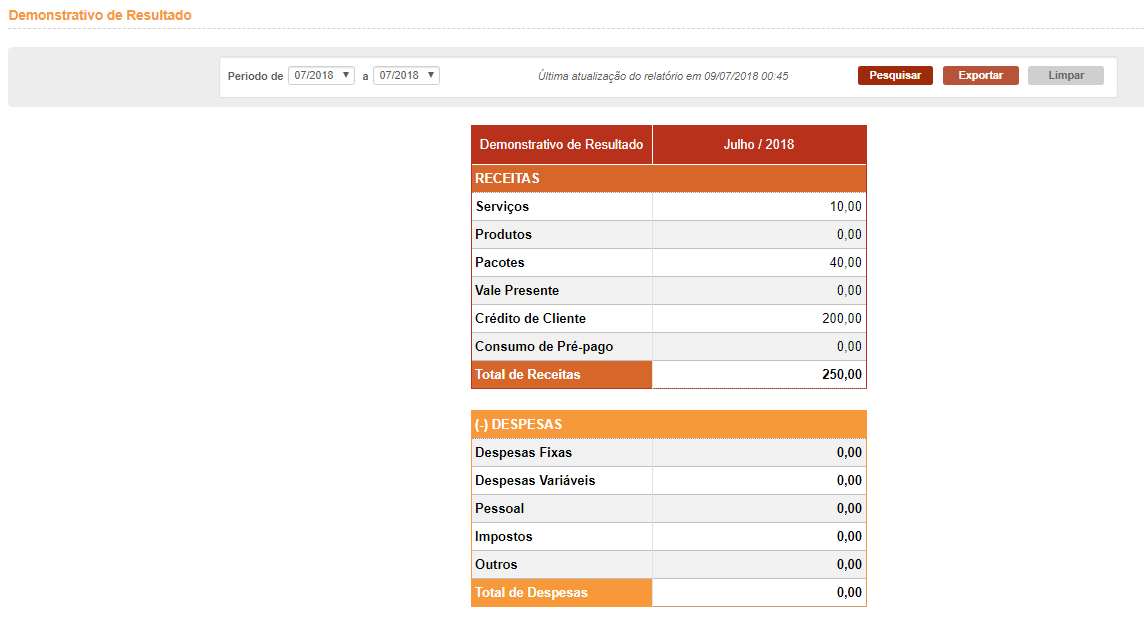 Demonstrativo de Resultado
Periodo de 07/2018 ▼ a 07/2018 ▼ Última atualização do relatório em 09/07/2018 00:45 Pesquisar Exportar Limpar
Demonstrativo de Resultado Julho / 2018
RECEITAS
Serviços 10,00
Produtos 0,00
Pacotes 40,00
Vale Presente 0,00
Crédito de Cliente 200,00
Consumo de Pré-pago 0,00
Total de Receitas 250,00
(-) DESPESAS
Despesas Fixas 0,00
Despesas Variáveis 0,00
Pessoal 0,00
Impostos 0,00
Outros 0,00
Total de Despesas 0,00